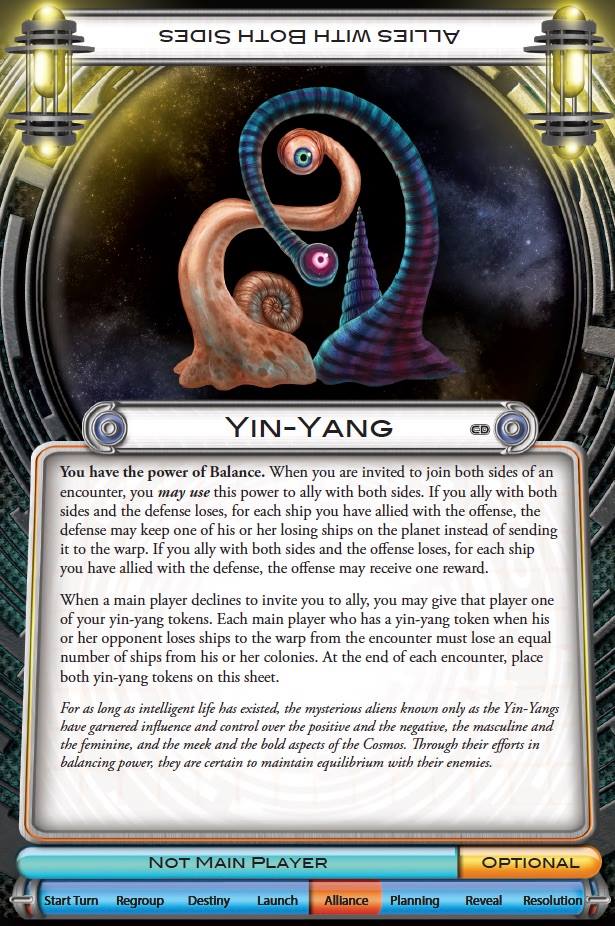 Allies with Both Sides
Yin-Yang
You have the power of Balance. When you are invited to join both sides of an
encounter, you may use this power to ally with both sides. If you ally with both
sides and the defense loses, for each ship you have allied with the offense, the
defense may keep one of his or her losing ships on the planet instead of sending
it to the warp. If you ally with both sides and the offense loses, for each ship
you have allied with the defense, the offense may receive one reward.
When a main player declines to invite you to ally, you may give that player one
of your yin-yang tokens. Each main player who has a yin-yang token when his
or her opponent loses ships to the warp from the encounter must lose an equal
number of ships from his or her colonies. At the end of each encounter, place
both yin-yang tokens on this sheet.
For as long as intelligent life has existed, the mysterious aliens known only as the Yin-Yangs
have garnered influence and control over the positive and the negative, the masculine and
the feminine, and the meek and the bold aspects of the Cosmos. Through their efforts in
balancing power, they are certain to maintain equilibrium with their enemies.
Not Main Player Optional
Start Turn Regroup Destiny Launch Alliance Planning Reveal Resolution